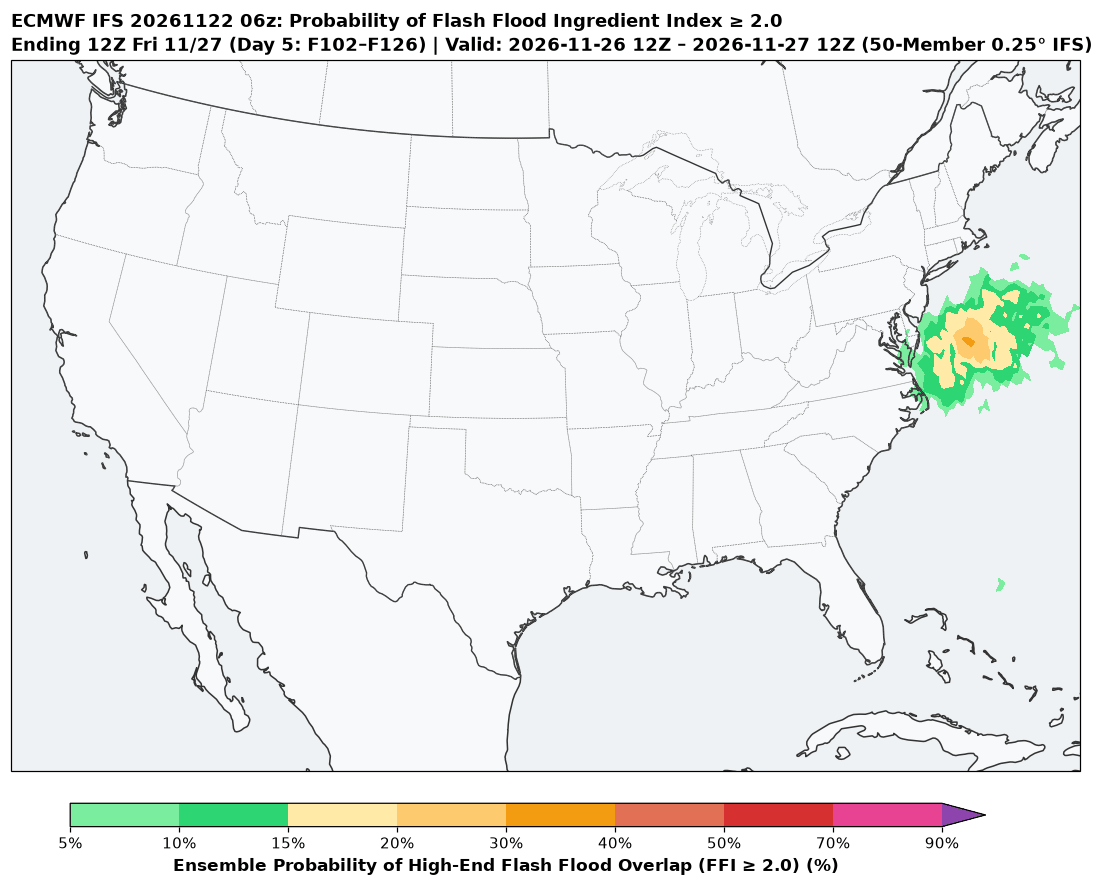 ECMWF IFS 20261122 06z: Probability of Flash Flood Ingredient Index ≥ 2.0
Ending 12Z Fri 11/27 (Day 5: F102–F126) | Valid: 2026-11-26 12Z – 2026-11-27 12Z (50-Member 0.25° IFS)
5% 10% 15% 20% 30% 40% 50% 70% 90%
Ensemble Probability of High-End Flash Flood Overlap (FFI ≥ 2.0) (%)